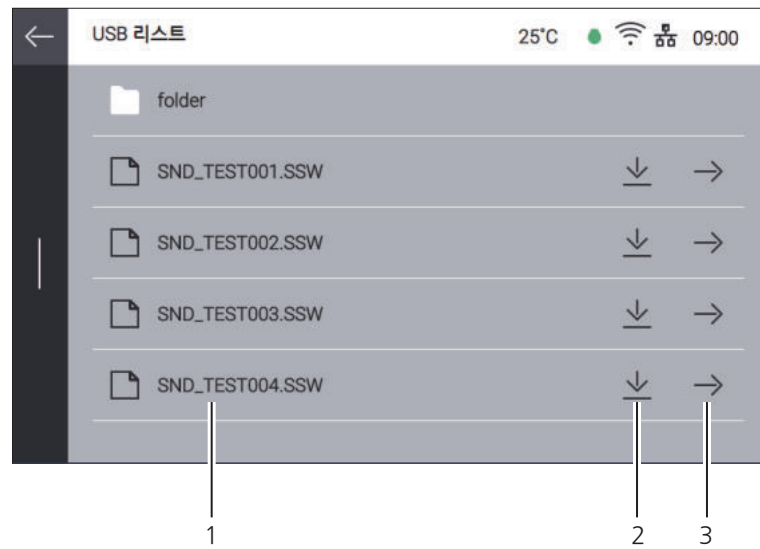 USB 리스트 25°C 09:00
folder
SND_TEST001.SSW
SND_TEST002.SSW
SND_TEST003.SSW
SND_TEST004.SSW
1 2 3